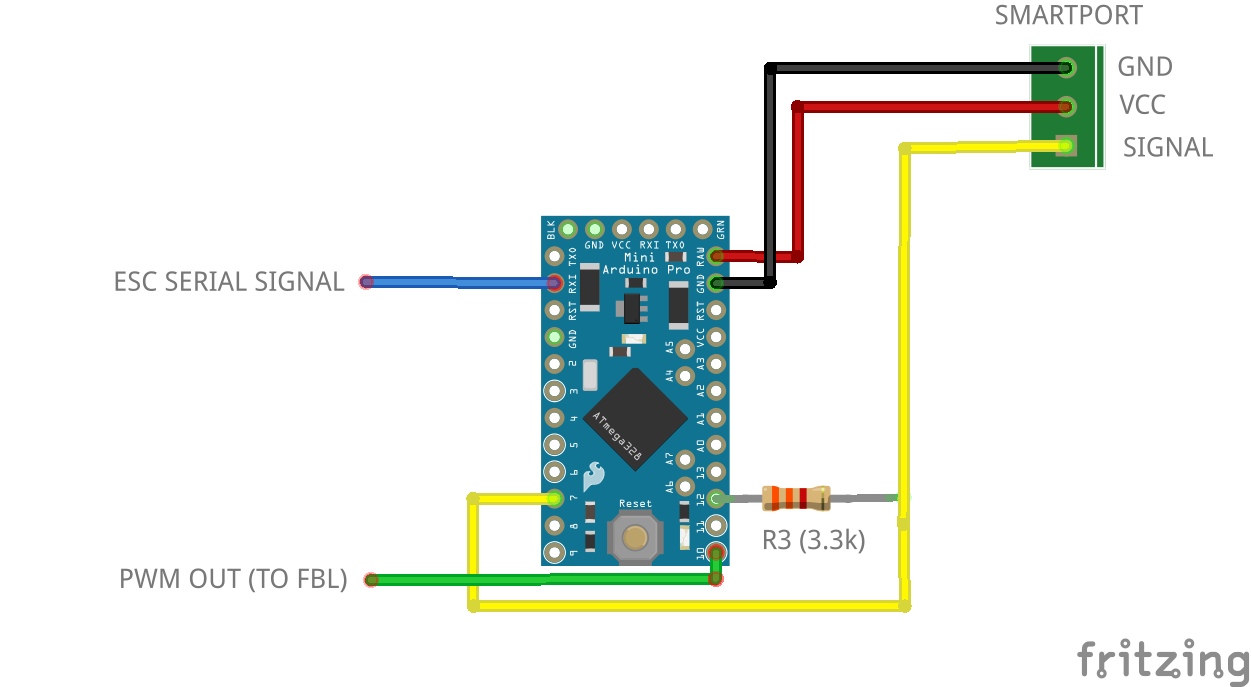 SMARTPORT
GND
VCC
SIGNAL
BLK
GND VCC RXI TXO
GRN
Mini
Arduino Pro
TXO
RXI
RST
GND
2
3
4
5
6
7
8
9
RAW
GND
RST
VCC
A3
A2
A1
A0
13
12
11
10
A5
A4
A7
A6
ATmega328
Reset
ESC SERIAL SIGNAL
R3 (3.3k)
PWM OUT (TO FBL)
fritzing